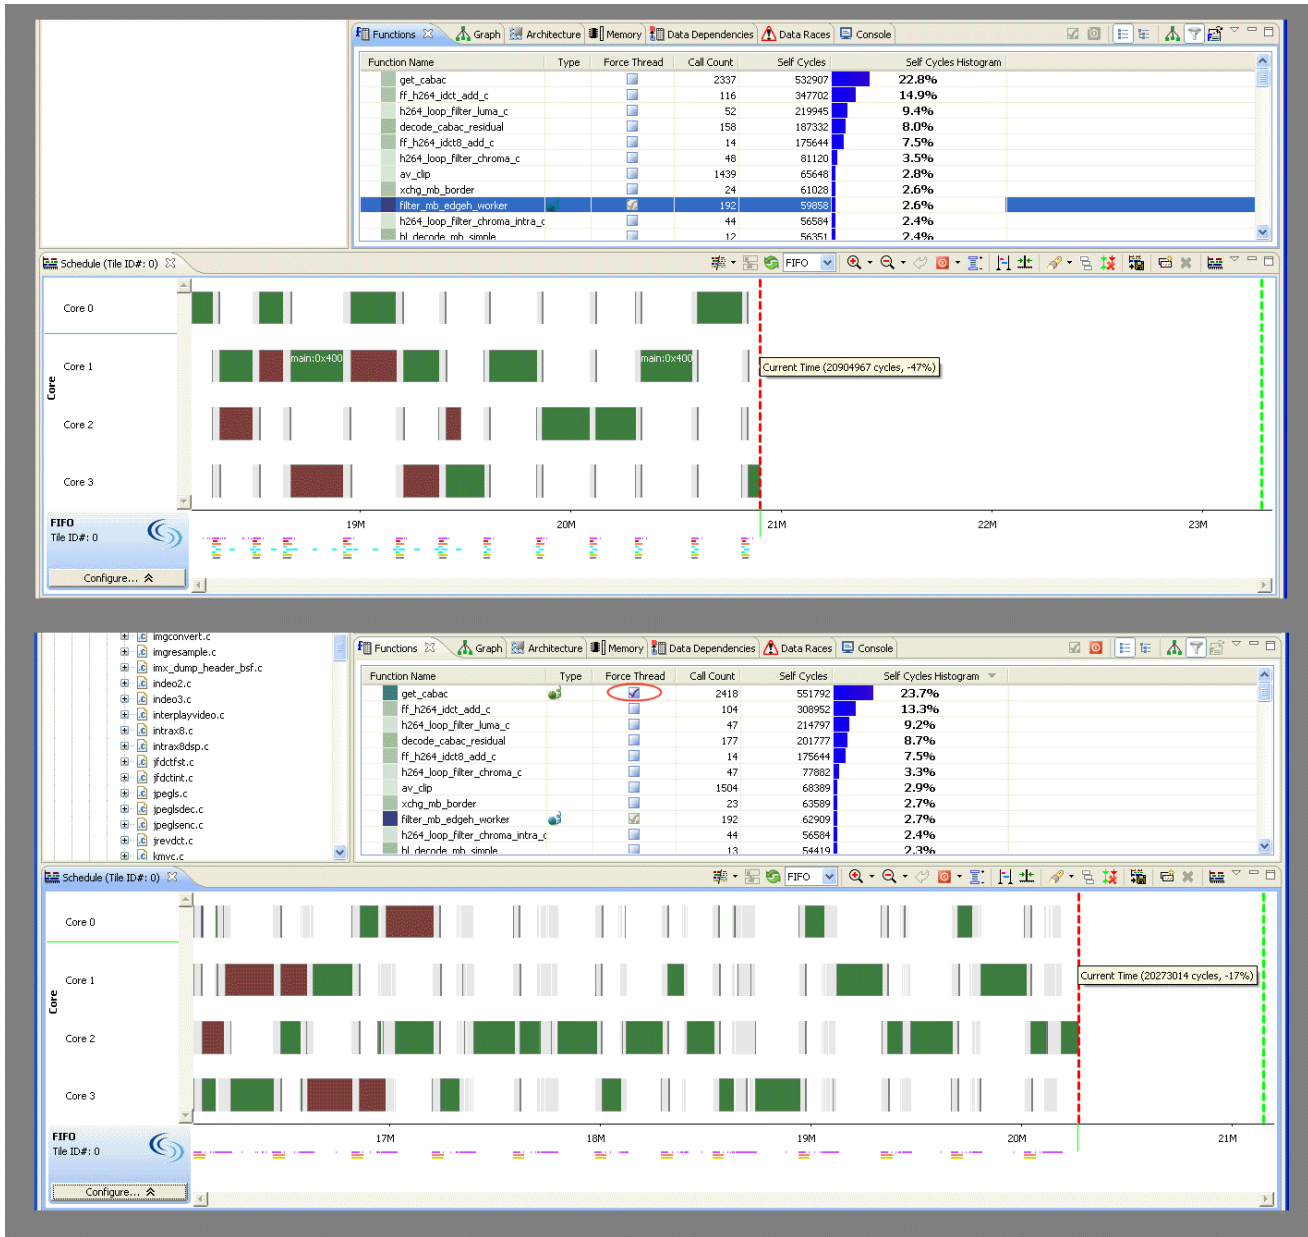 Functions Graph Architecture Memory Data Dependencies Data Races Console
Function Name Type Force Thread Call Count Self Cycles Self Cycles Histogram
get_cabac 2337 532907 22.8%
ff_h264_idct_add_c 116 347702 14.9%
h264_loop_filter_luma_c 52 219945 9.4%
decode_cabac_residual 158 187332 8.0%
ff_h264_idct8_add_c 14 175644 7.5%
h264_loop_filter_chroma_c 48 81120 3.5%
av_clip 1439 65648 2.8%
xchg_mb_border 24 61028 2.6%
filter_mb_edgeh_worker 192 59858 2.6%
h264_loop_filter_chroma_intra_c 44 56584 2.4%
hl_decode_mb_simple 12 56351 2.4%
Schedule (Tile ID#: 0) FIFO
Core 0
Core 1 main:0x400 main:0x400
Current Time (20904967 cycles, -47%)
Core
Core 2
Core 3
FIFO
Tile ID#: 0
Configure...
19M 20M 21M 22M 23M
imgconvert.c
imgresample.c
imx_dump_header_bsf.c
indeo2.c
indeo3.c
interplayvideo.c
intrax8.c
intrax8dsp.c
jfdctfst.c
jfdctint.c
jpegls.c
jpeglsdec.c
jpeglsenc.c
jrevdct.c
kmvc.c
Functions Graph Architecture Memory Data Dependencies Data Races Console
Function Name Type Force Thread Call Count Self Cycles Self Cycles Histogram
get_cabac 2418 551792 23.7%
ff_h264_idct_add_c 104 308952 13.3%
h264_loop_filter_luma_c 47 214797 9.2%
decode_cabac_residual 177 201777 8.7%
ff_h264_idct8_add_c 14 175644 7.5%
h264_loop_filter_chroma_c 47 77882 3.3%
av_clip 1504 68389 2.9%
xchg_mb_border 23 63589 2.7%
filter_mb_edgeh_worker 192 62909 2.7%
h264_loop_filter_chroma_intra_c 44 56584 2.4%
hl_decode_mb_simple 13 54419 2.3%
Schedule (Tile ID#: 0) FIFO
Core 0
Core 1
Current Time (20273014 cycles, -17%)
Core
Core 2
Core 3
FIFO
Tile ID#: 0
Configure...
17M 18M 19M 20M 21M